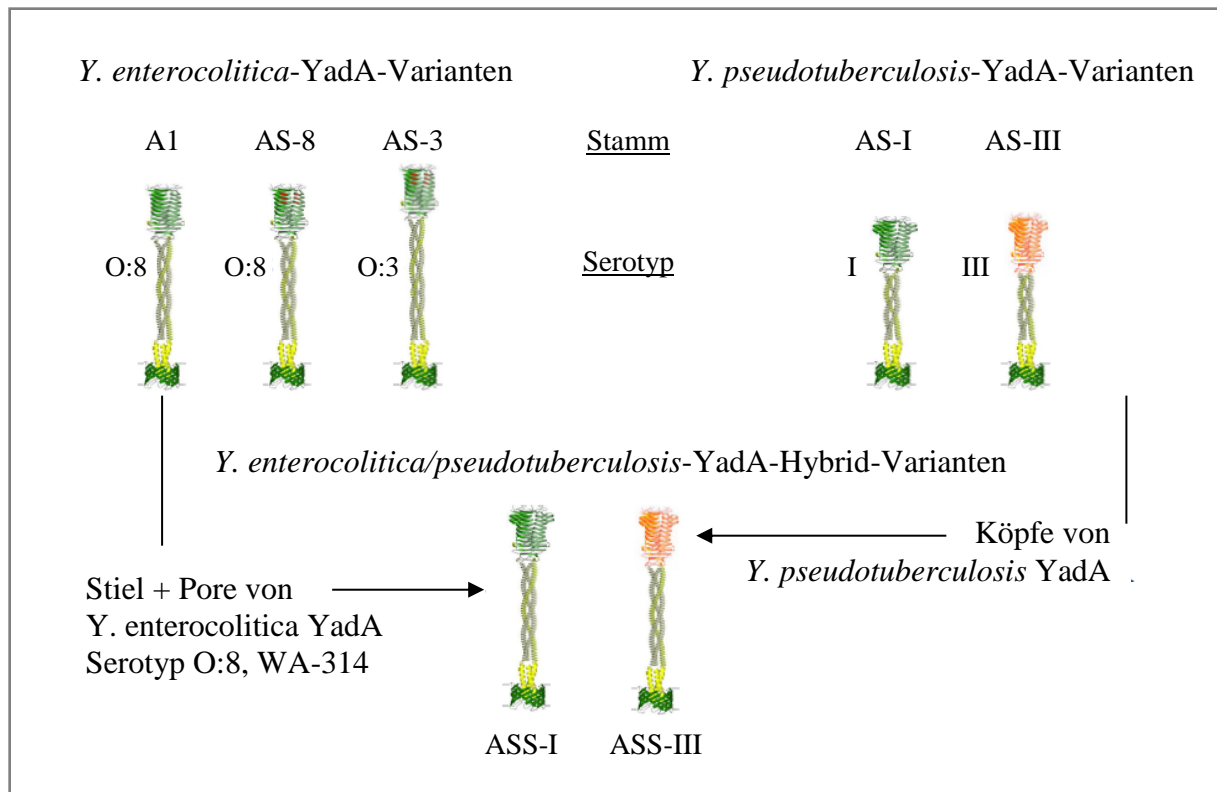 Y. enterocolitica-YadA-Varianten
Y. pseudotuberculosis-YadA-Varianten
A1 AS-8 AS-3 Stamm AS-I AS-III
O:8 O:8 O:3 Serotyp I III
Y. enterocolitica/pseudotuberculosis-YadA-Hybrid-Varianten
Köpfe von
Y. pseudotuberculosis YadA .
Stiel + Pore von
Y. enterocolitica YadA
Serotyp O:8, WA-314
ASS-I ASS-III